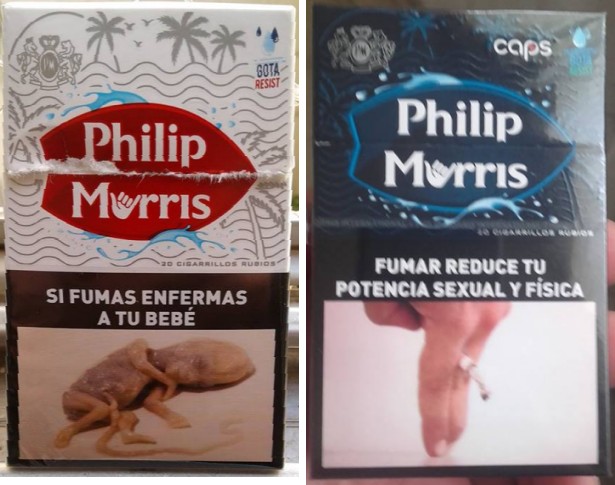 GOTA
RESIST
Philip
Morris
20 CIGARRILLOS RUBIOS
SI FUMAS ENFERMAS
A TU BEBÉ
caps
Philip
Morris
20 CIGARRILLOS RUBIOS
FUMAR REDUCE TU
POTENCIA SEXUAL Y FÍSICA